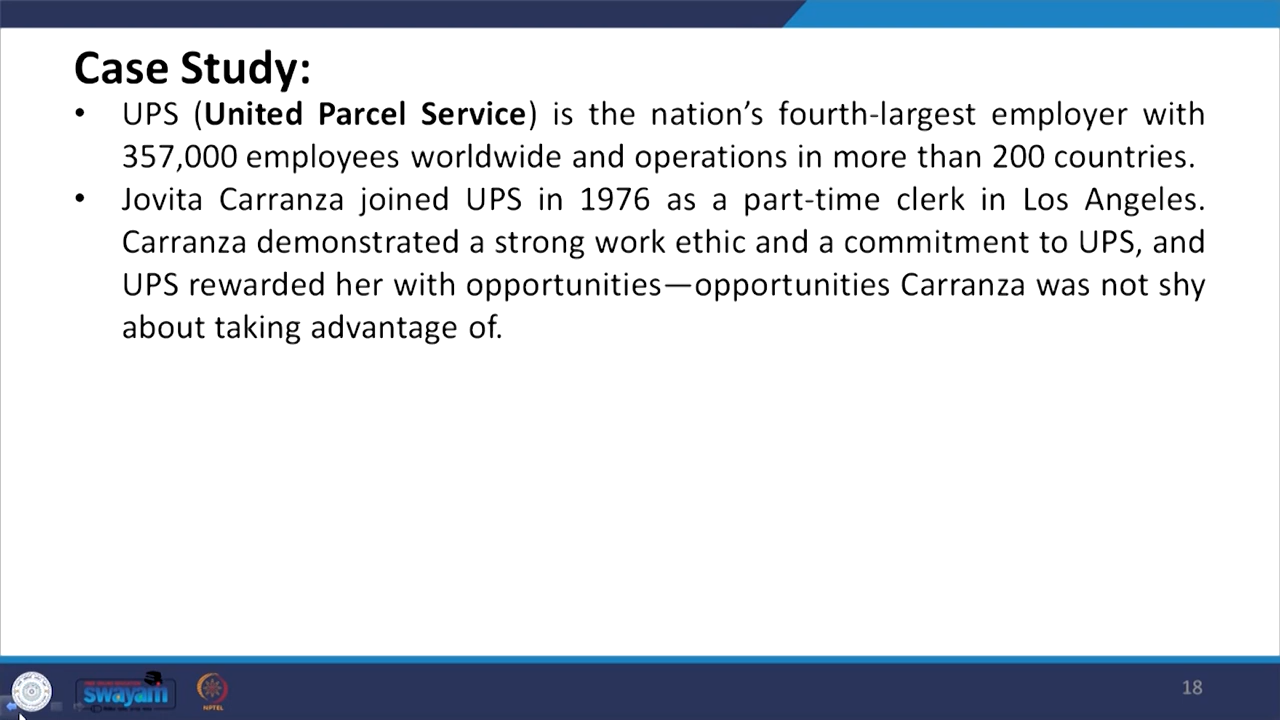 Case Study:
• UPS (United Parcel Service) is the nation’s fourth-largest employer with
357,000 employees worldwide and operations in more than 200 countries.
• Jovita Carranza joined UPS in 1976 as a part-time clerk in Los Angeles.
Carranza demonstrated a strong work ethic and a commitment to UPS, and
UPS rewarded her with opportunities—opportunities Carranza was not shy
about taking advantage of.
swayam
NPTEL
18